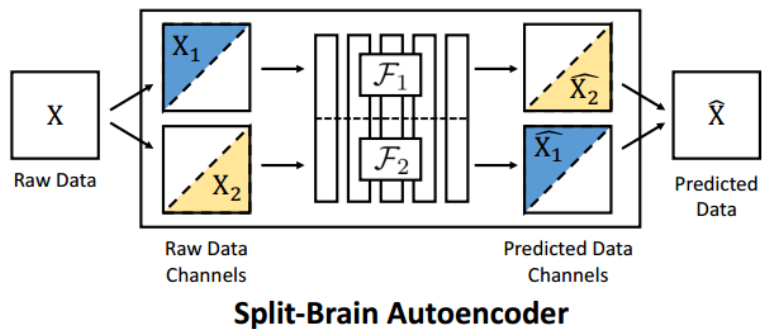 X
Raw Data
X₁
X₂
Raw Data
Channels
ℱ₁
ℱ₂
X̂₂
X̂₁
Predicted Data
Channels
X̂
Predicted
Data
Split-Brain Autoencoder